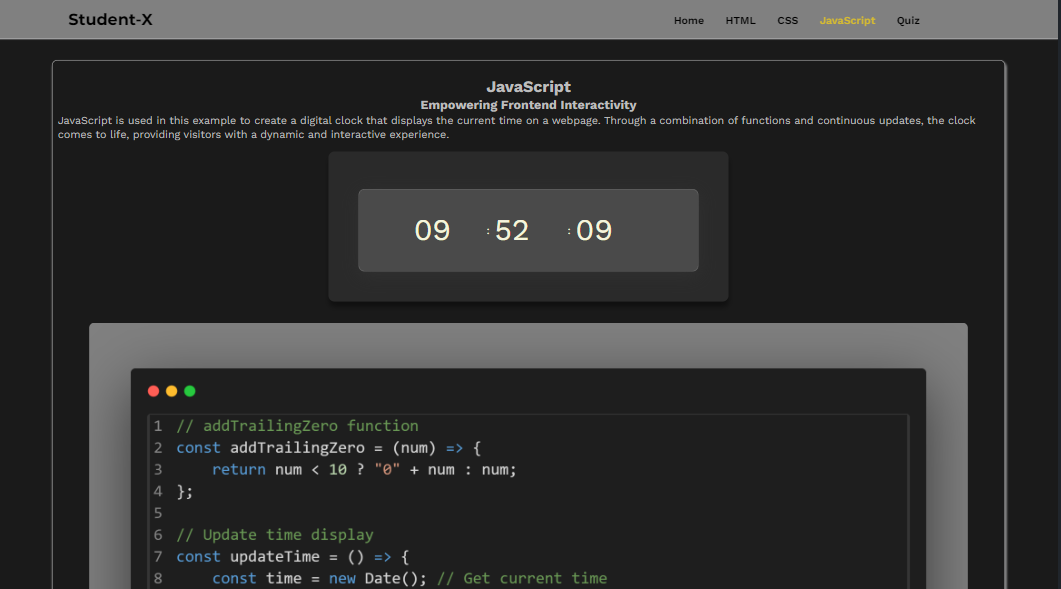 Student-X
Home HTML CSS JavaScript Quiz
JavaScript
Empowering Frontend Interactivity
JavaScript is used in this example to create a digital clock that displays the current time on a webpage. Through a combination of functions and continuous updates, the clock
comes to life, providing visitors with a dynamic and interactive experience.
09 : 52 : 09
1 // addTrailingZero function
2 const addTrailingZero = (num) => {
3 return num < 10 ? "0" + num : num;
4 };
5
6 // Update time display
7 const updateTime = () => {
8 const time = new Date(); // Get current time